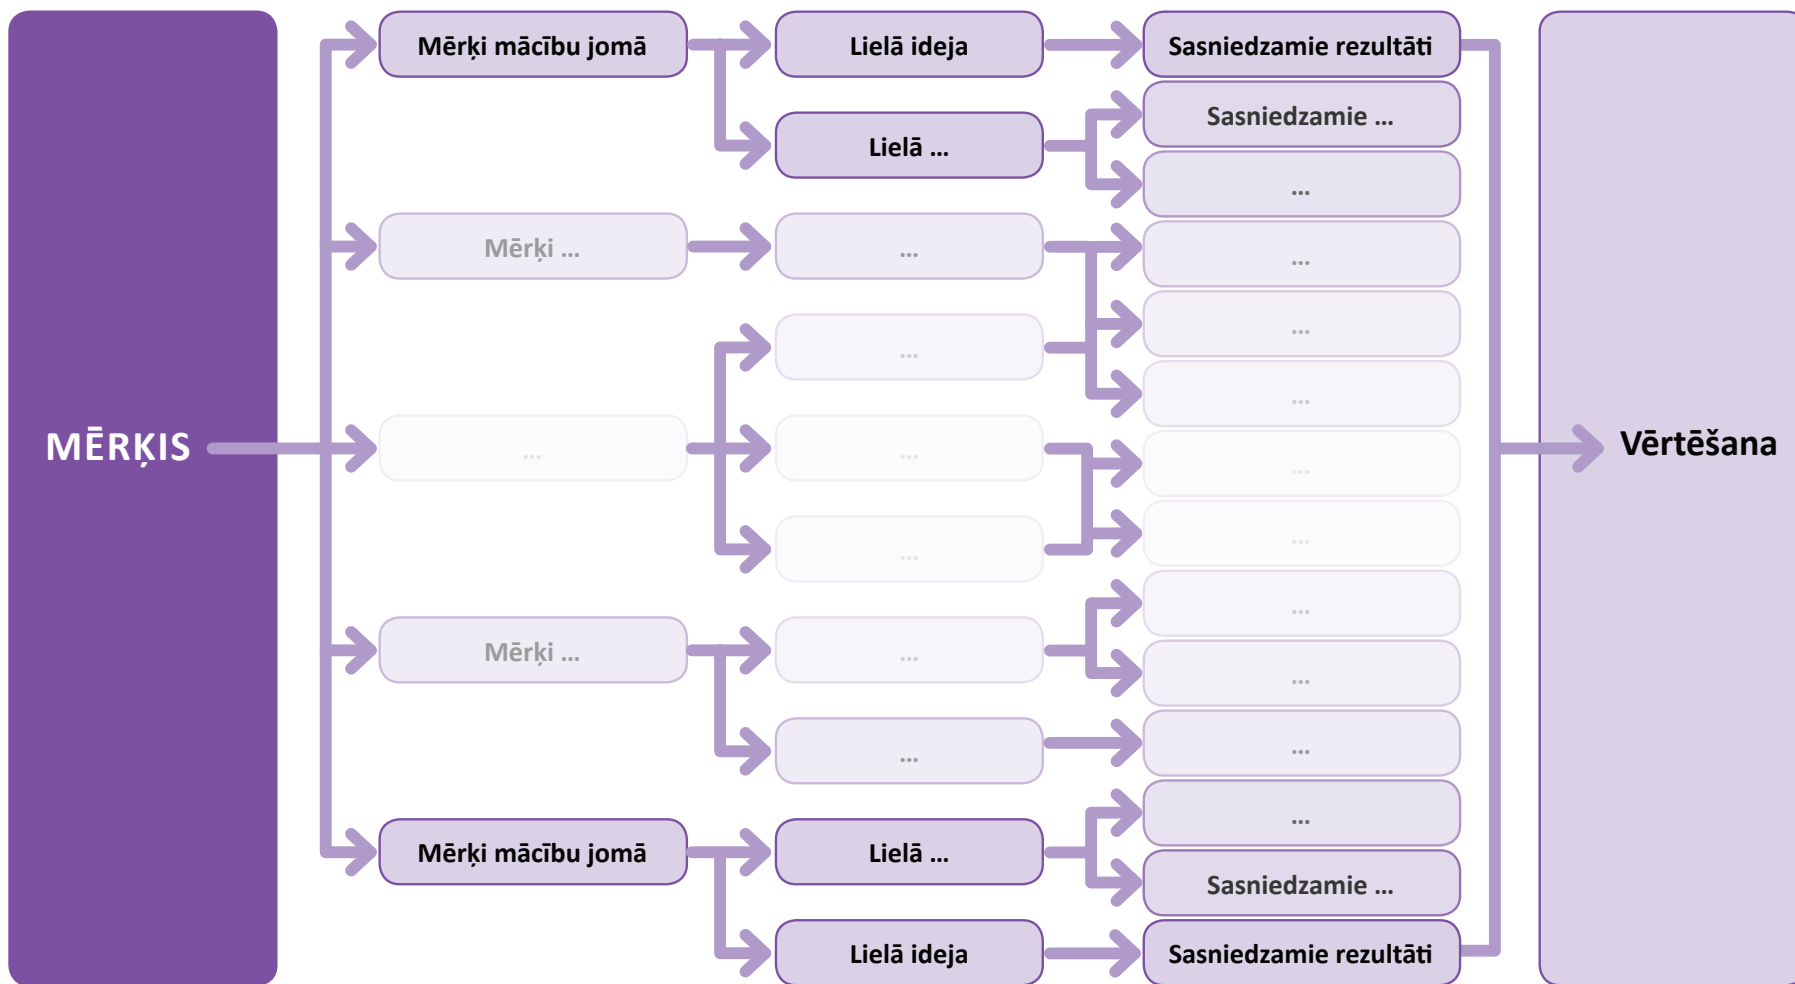 MĒRĶIS
Mērķi mācību jomā
Mērķi ...
...
Mērķi ...
Mērķi mācību jomā
Lielā ideja
Lielā ...
...
...
...
...
...
...
Lielā ...
Lielā ideja
Sasniedzamie rezultāti
Sasniedzamie ...
...
...
...
...
...
...
...
...
...
...
Sasniedzamie ...
Sasniedzamie rezultāti
Vērtēšana